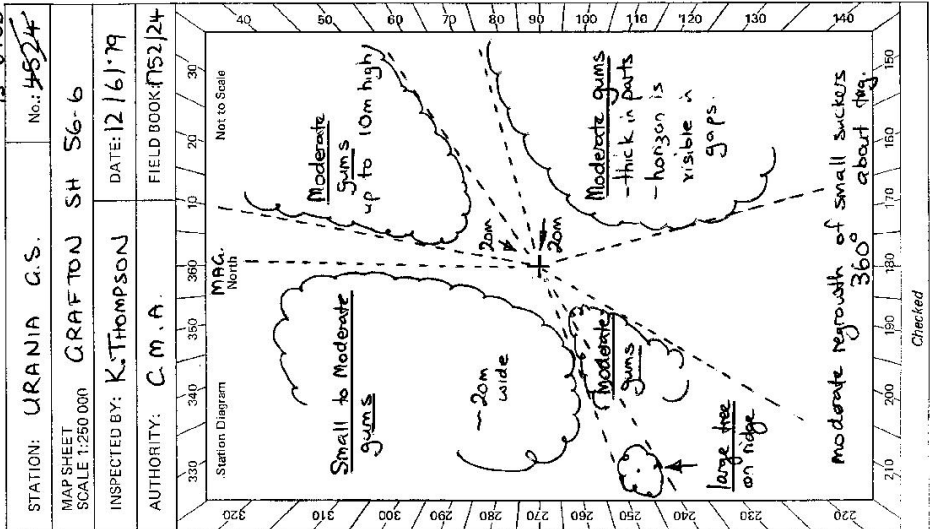 STATION: URANIA G.S.
No.: 4524
MAP SHEET
SCALE 1:250 000 GRAFTON SH 56-6
INSPECTED BY: K. THOMPSON
DATE: 12/6/79
AUTHORITY: C. M. A.
FIELD BOOK: M52/24
330 340 350 360 10 20 30
Station Diagram
MAG.
North
Not to Scale
320 310 300 290 280 270 260 250 240 230 220
40 50 60 70 80 90 100 110 120 130 140
Small to Moderate
gums
~20m
wide
Moderate
gums
up to 10m high
20m
20m
Moderate gums
-thick in parts
-horizon is
visible in
gaps.
Moderate
gums
large tree
on ridge
Moderate regrowth of small suckers
360° about trig.
210 200 190 180 170 160 150
Checked